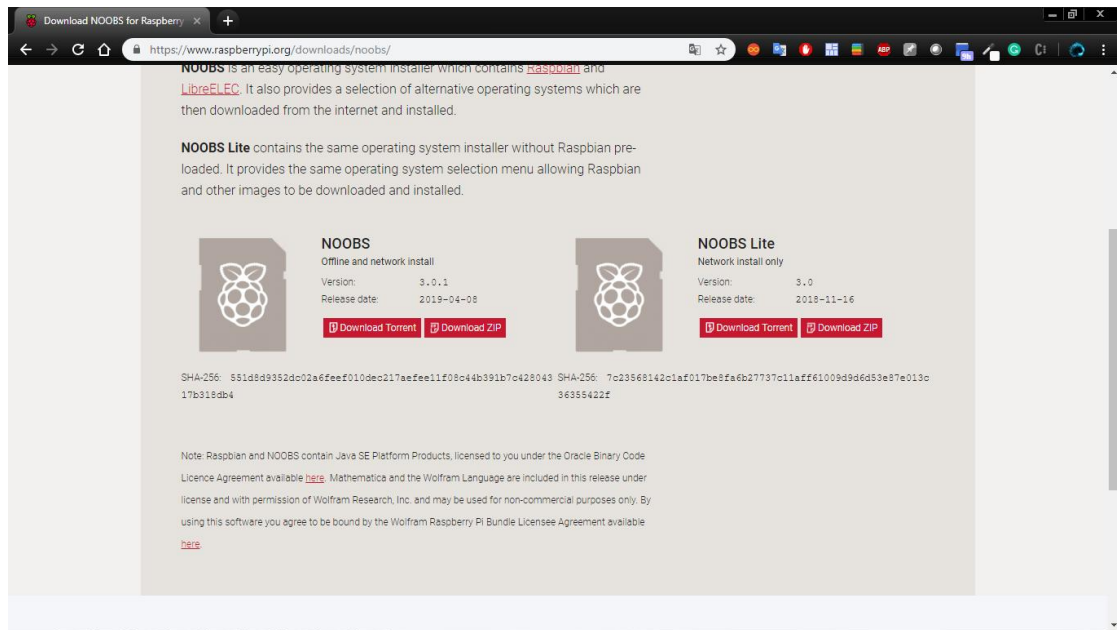 Download NOOBS for Raspberry
https://www.raspberrypi.org/downloads/noobs/
NOOBS is an easy operating system installer which contains Raspbian and
LibreELEC. It also provides a selection of alternative operating systems which are
then downloaded from the internet and installed.
NOOBS Lite contains the same operating system installer without Raspbian pre-
loaded. It provides the same operating system selection menu allowing Raspbian
and other images to be downloaded and installed.
NOOBS
Offline and network install
Version: 3.0.1
Release date: 2019-04-08
Download Torrent Download ZIP
SHA-256: 551d8d9352dc02a6feef010dec217aefee11f08c44b391b7c428043
17b318db4
NOOBS Lite
Network install only
Version: 3.0
Release date: 2018-11-16
Download Torrent Download ZIP
SHA-256: 7c23568142c1af017be8fa6b27737c11aff61009d9d6d53e87e013c
36355422f
Note: Raspbian and NOOBS contain Java SE Platform Products, licensed to you under the Oracle Binary Code
Licence Agreement available here. Mathematica and the Wolfram Language are included in this release under
license and with permission of Wolfram Research, Inc. and may be used for non-commercial purposes only. By
using this software you agree to be bound by the Wolfram Raspberry Pi Bundle Licensee Agreement available
here.